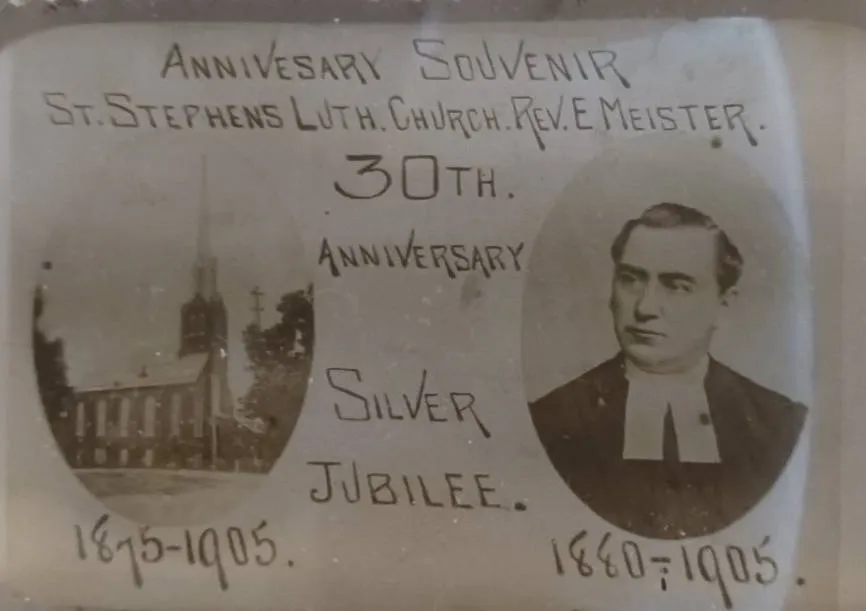 ANNIVESARY SOUVENIR
ST. STEPHENS LUTH. CHURCH. REV. E MEISTER.
30TH.
ANNIVERSARY
SILVER
JUBILEE.
1875-1905.
1880-1905.